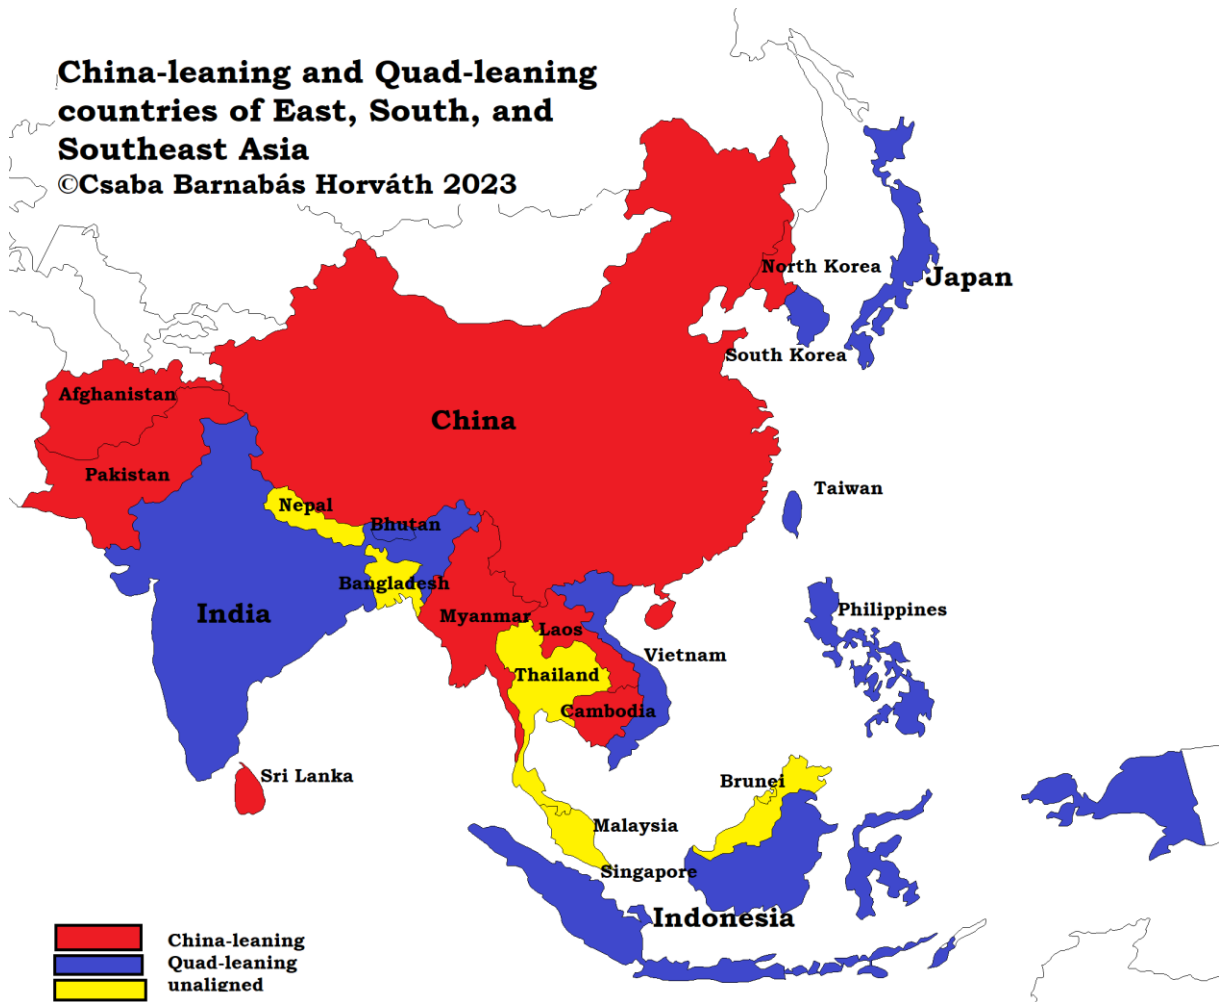 China-leaning and Quad-leaning
countries of East, South, and
Southeast Asia
©Csaba Barnabás Horváth 2023
North Korea
Japan
South Korea
Afghanistan
China
Pakistan
Taiwan
Nepal
Bhutan
Bangladesh
India
Myanmar
Philippines
Laos
Vietnam
Thailand
Cambodia
Sri Lanka
Brunei
Malaysia
Singapore
Indonesia
China-leaning
Quad-leaning
unaligned